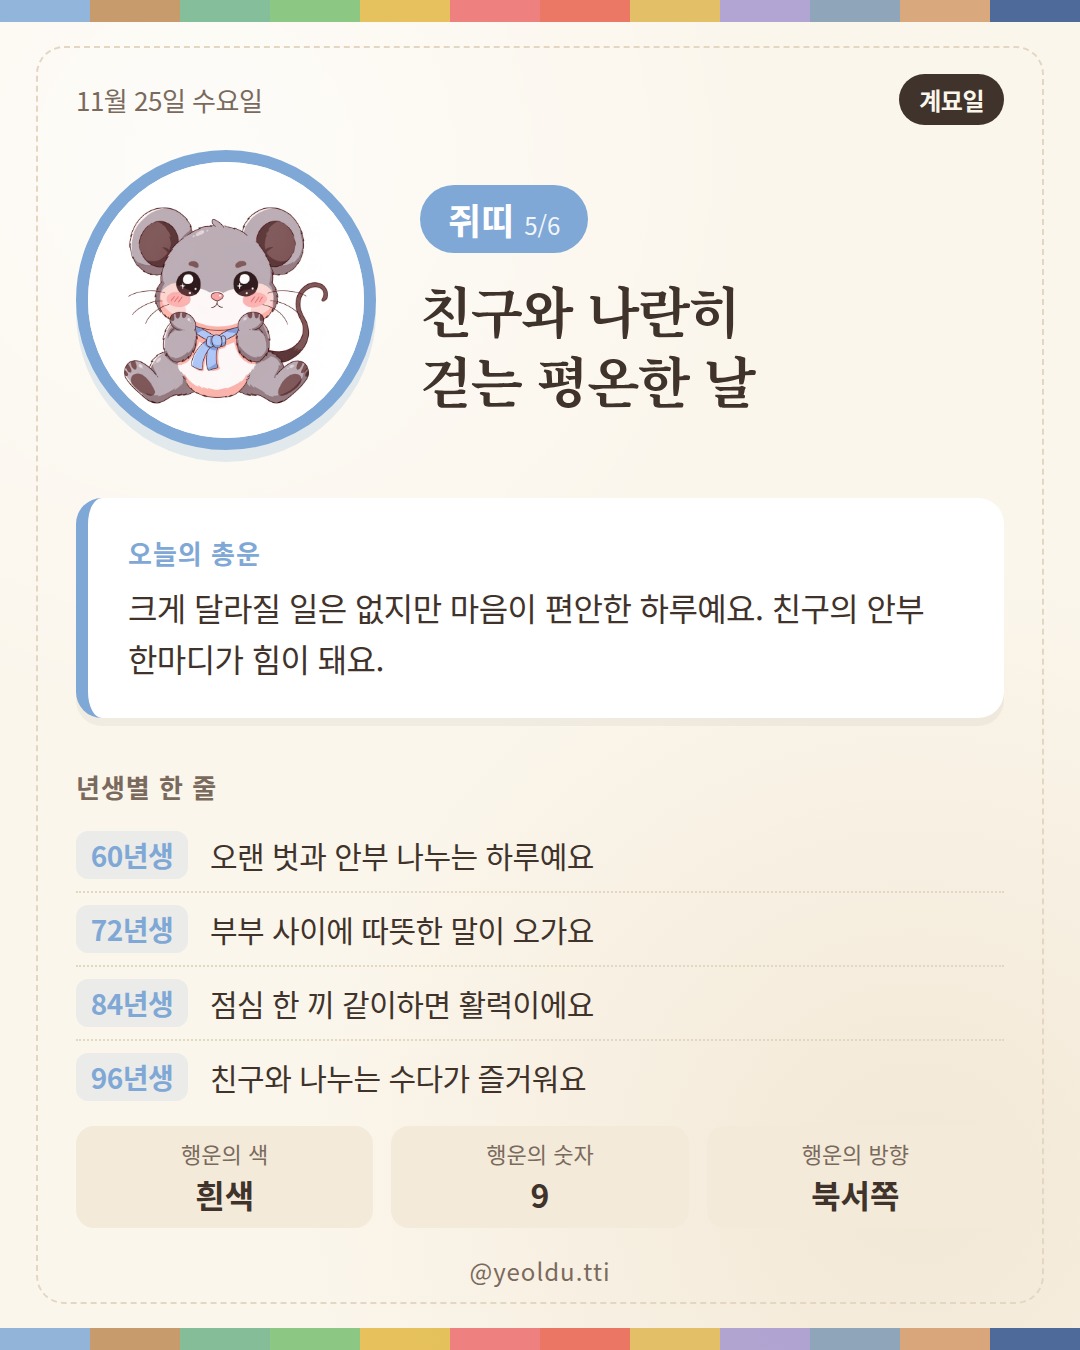 11월 25일 수요일
계묘일
쥐띠 5/6
친구와 나란히
걷는 평온한 날
오늘의 총운
크게 달라질 일은 없지만 마음이 편안한 하루예요. 친구의 안부
한마디가 힘이 돼요.
년생별 한 줄
60년생 오랜 벗과 안부 나누는 하루예요
72년생 부부 사이에 따뜻한 말이 오가요
84년생 점심 한 끼 같이하면 활력이에요
96년생 친구와 나누는 수다가 즐거워요
행운의 색
흰색
행운의 숫자
9
행운의 방향
북서쪽
@yeoldu.tti